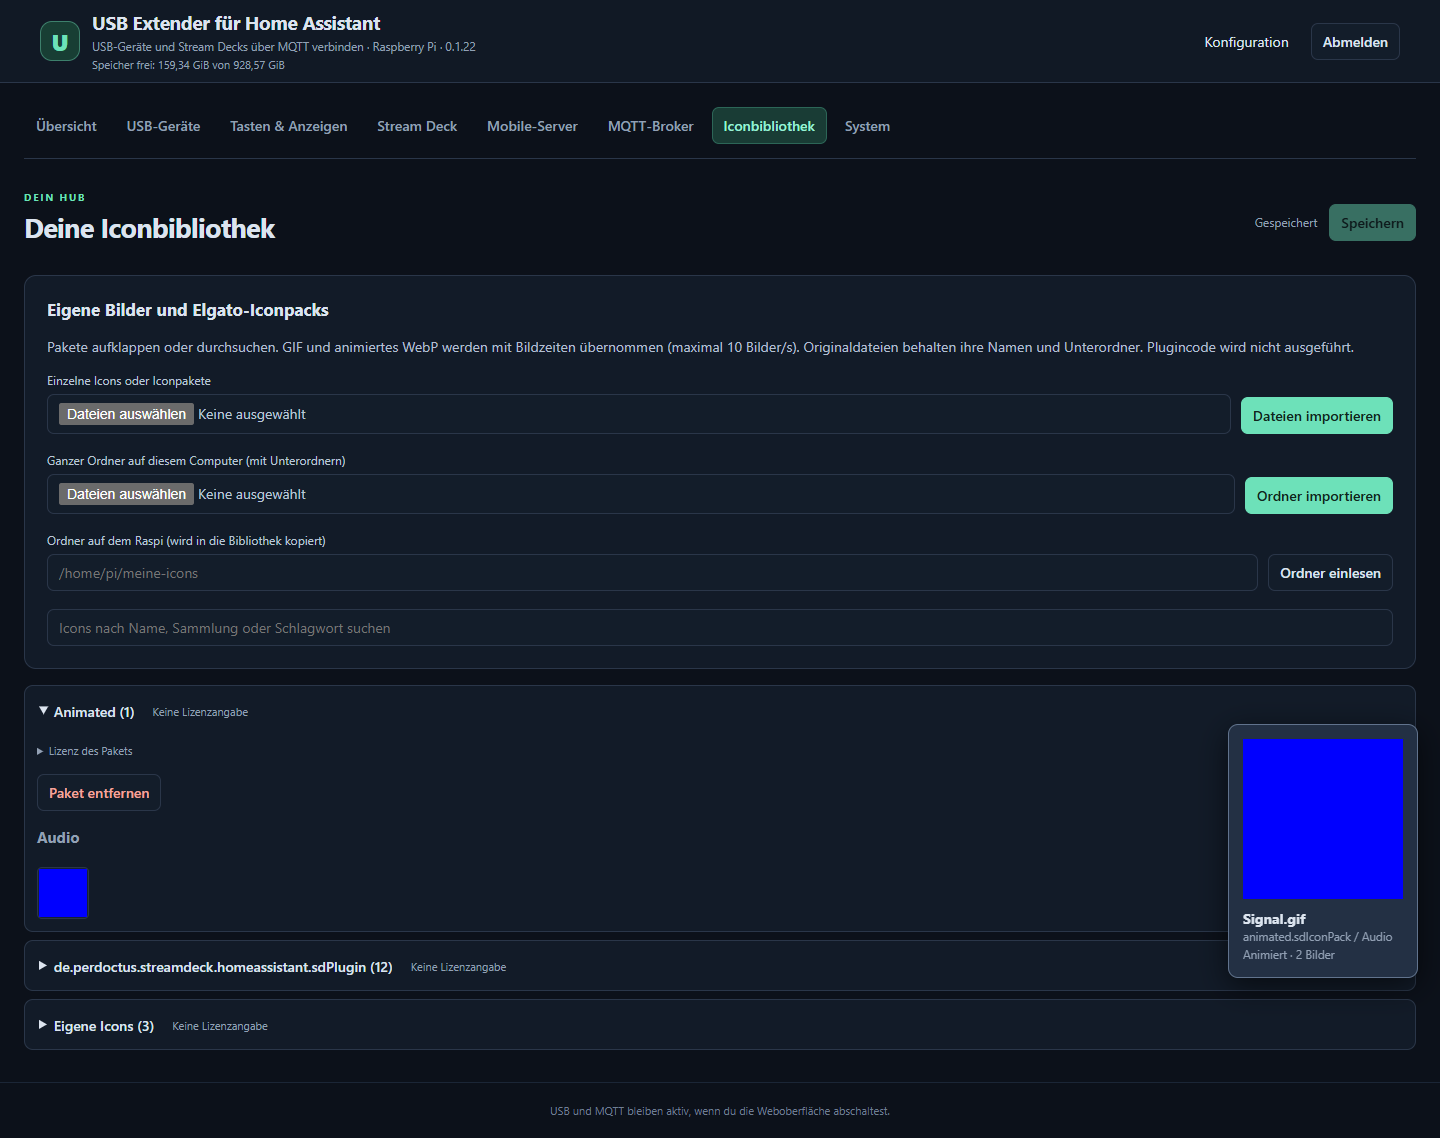 U
USB Extender für Home Assistant
USB-Geräte und Stream Decks über MQTT verbinden · Raspberry Pi · 0.1.22
Speicher frei: 159,34 GiB von 928,57 GiB
Konfiguration
Abmelden
Übersicht
USB-Geräte
Tasten & Anzeigen
Stream Deck
Mobile-Server
MQTT-Broker
Iconbibliothek
System
DEIN HUB
Deine Iconbibliothek
Gespeichert
Speichern
Eigene Bilder und Elgato-Iconpacks
Pakete aufklappen oder durchsuchen. GIF und animiertes WebP werden mit Bildzeiten übernommen (maximal 10 Bilder/s). Originaldateien behalten ihre Namen und Unterordner. Plugincode wird nicht ausgeführt.
Einzelne Icons oder Iconpakete
Dateien auswählen Keine ausgewählt
Dateien importieren
Ganzer Ordner auf diesem Computer (mit Unterordnern)
Dateien auswählen Keine ausgewählt
Ordner importieren
Ordner auf dem Raspi (wird in die Bibliothek kopiert)
/home/pi/meine-icons
Ordner einlesen
Icons nach Name, Sammlung oder Schlagwort suchen
Animated (1) Keine Lizenzangabe
Lizenz des Pakets
Paket entfernen
Audio
Signal.gif
animated.sdIconPack / Audio
Animiert · 2 Bilder
de.perdoctus.streamdeck.homeassistant.sdPlugin (12) Keine Lizenzangabe
Eigene Icons (3) Keine Lizenzangabe
USB und MQTT bleiben aktiv, wenn du die Weboberfläche abschaltest.